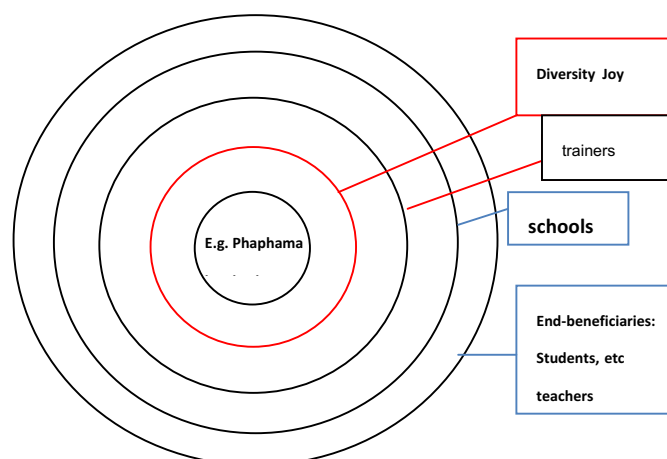 Diversity Joy
trainers
E.g. Phaphama
schools
End-beneficiaries:
Students, etc
teachers